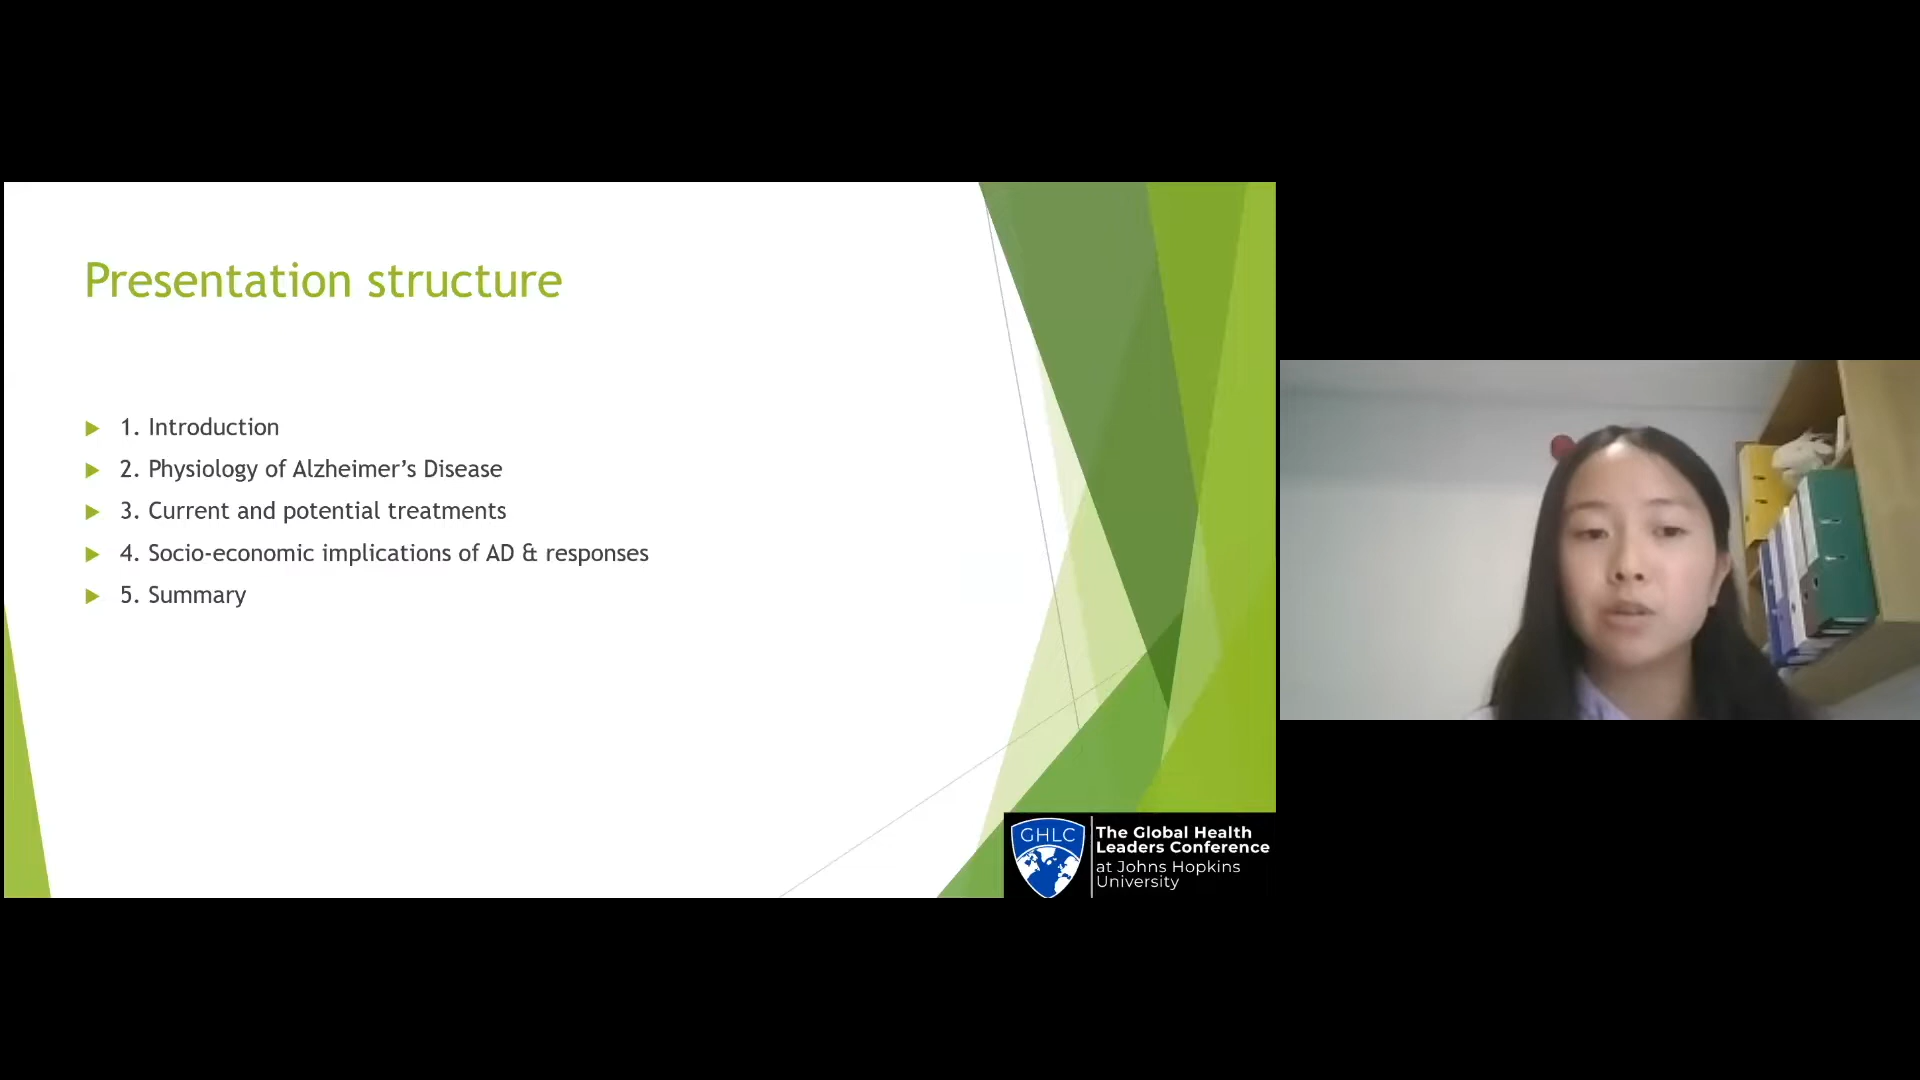 Presentation structure
1. Introduction
2. Physiology of Alzheimer’s Disease
3. Current and potential treatments
4. Socio-economic implications of AD & responses
5. Summary
GHLC
The Global Health
Leaders Conference
at Johns Hopkins
University